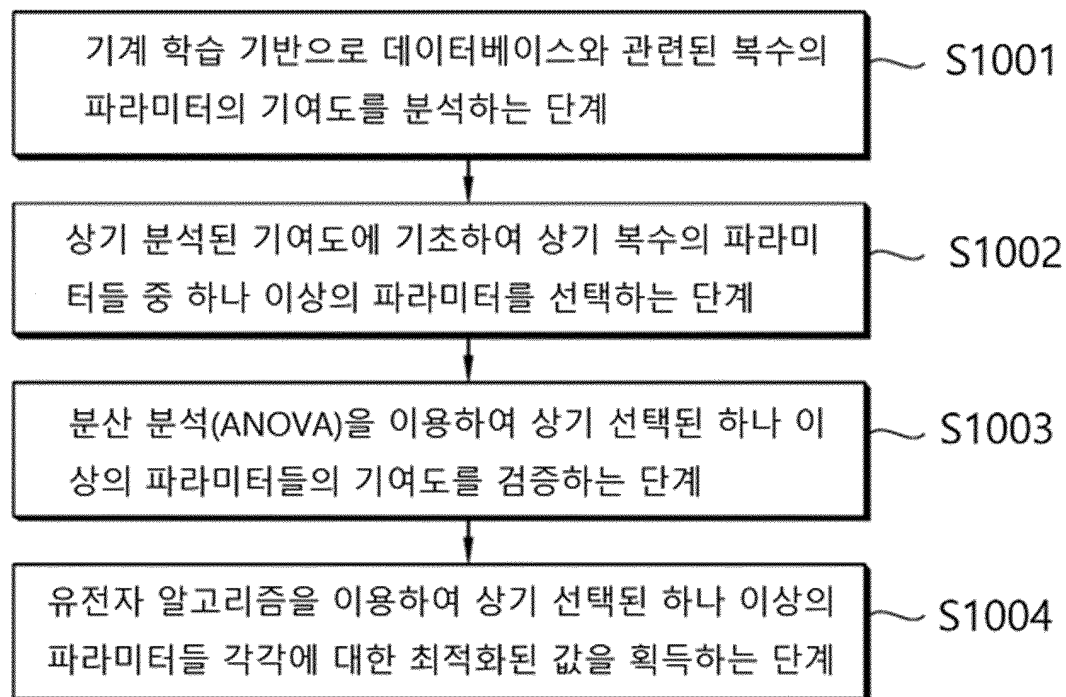 기계 학습 기반으로 데이터베이스와 관련된 복수의
파라미터의 기여도를 분석하는 단계
S1001
상기 분석된 기여도에 기초하여 상기 복수의 파라미
터들 중 하나 이상의 파라미터를 선택하는 단계
S1002
분산 분석(ANOVA)을 이용하여 상기 선택된 하나 이
상의 파라미터들의 기여도를 검증하는 단계
S1003
유전자 알고리즘을 이용하여 상기 선택된 하나 이상의
파라미터들 각각에 대한 최적화된 값을 획득하는 단계
S1004